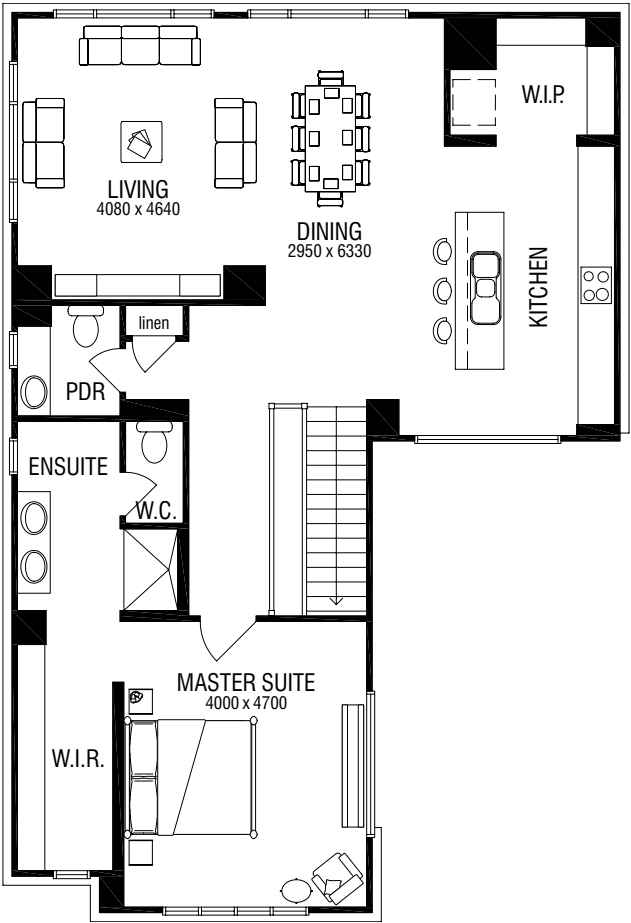 W.I.P.
LIVING
4080 x 4640
DINING
2950 x 6330
KITCHEN
linen
PDR
ENSUITE
W.C.
MASTER SUITE
4000 x 4700
W.I.R.